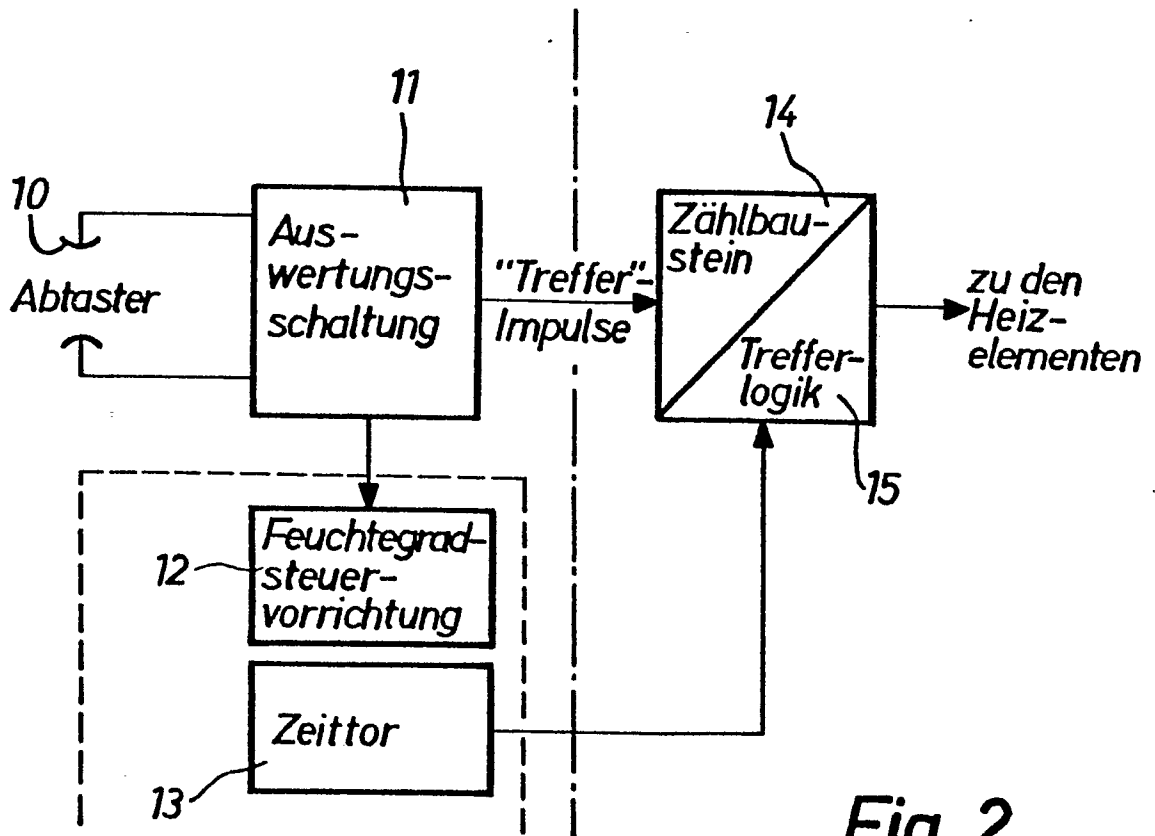 11
14
10
Abtaster
Aus-
wertungs-
schaltung
"Treffer"-
Impulse
Zählbau-
stein
Treffer-
logik
zu den
Heiz-
elementen
15
12
Feuchtegrad-
steuer-
vorrichtung
Zeittor
13
Fig. 2